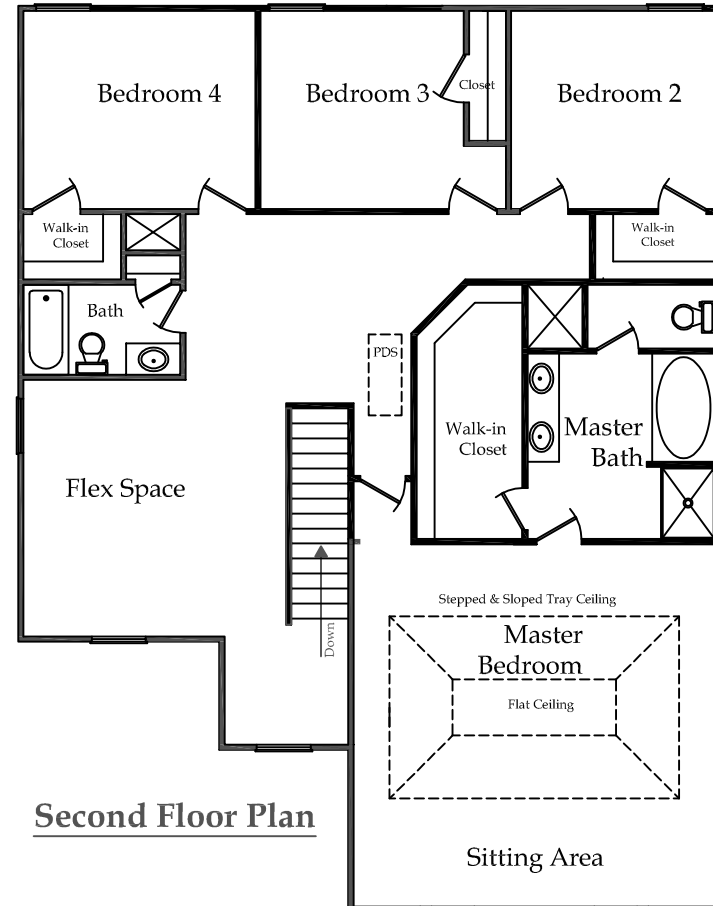 Bedroom 4
Bedroom 3
Closet
Bedroom 2
Walk-in
Closet
Walk-in
Closet
Bath
PDS
Walk-in
Closet
Master
Bath
Flex Space
Down
Stepped & Sloped Tray Ceiling
Master
Bedroom
Flat Ceiling
Second Floor Plan
Sitting Area